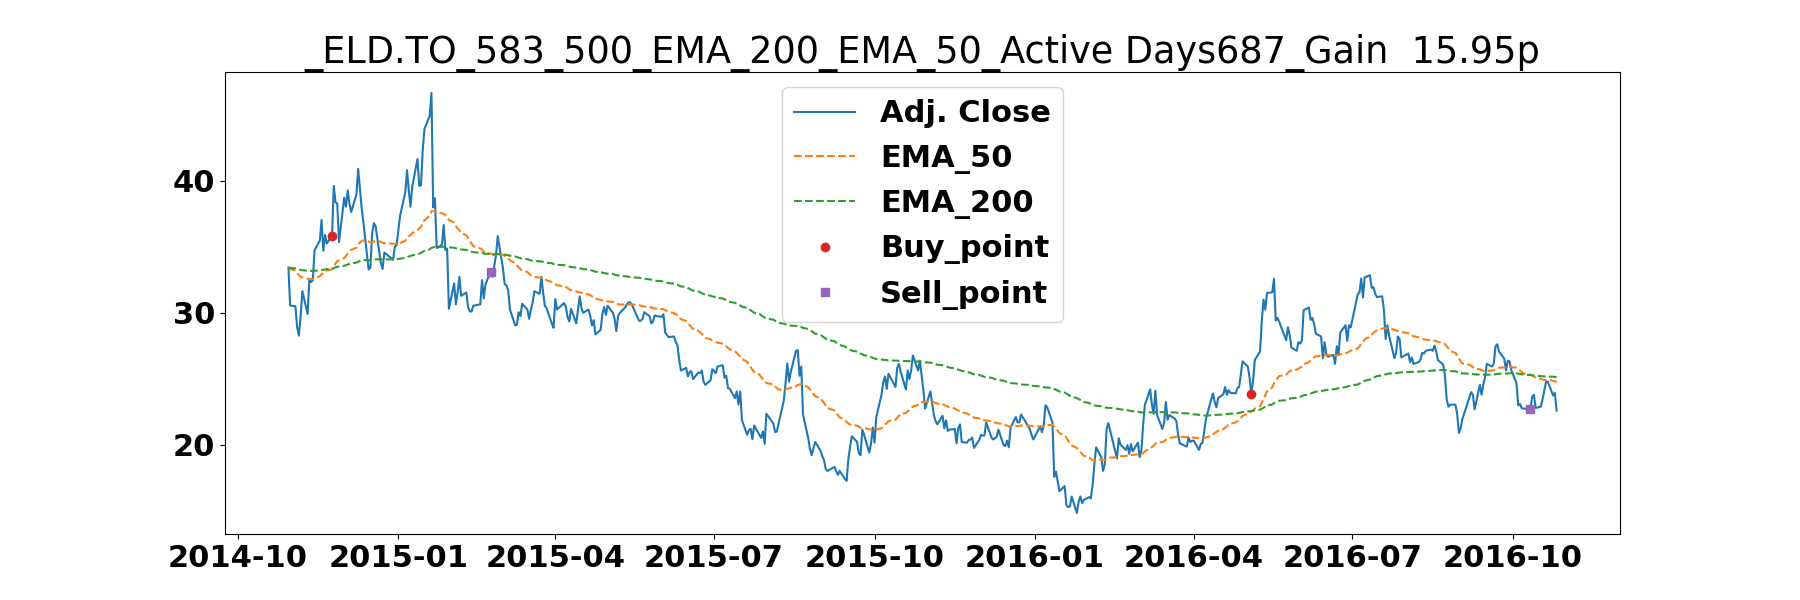 _ELD.TO_583_500_EMA_200_EMA_50_Active Days687_Gain  15.95p
Adj. Close
EMA_50
EMA_200
Buy_point
Sell_point
40
30
20
2014-10 2015-01 2015-04 2015-07 2015-10 2016-01 2016-04 2016-07 2016-10